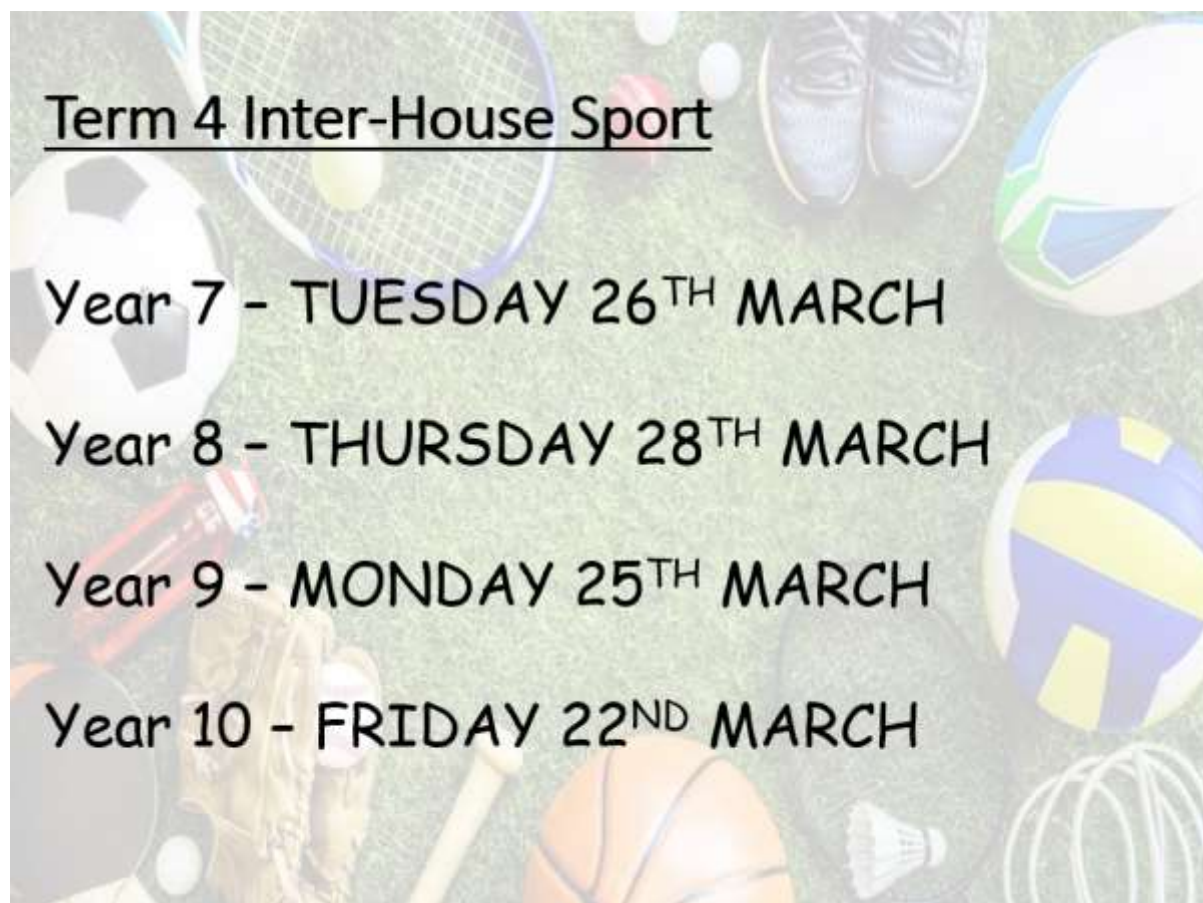 Term 4 Inter-House Sport
Year 7 – TUESDAY 26TH MARCH
Year 8 – THURSDAY 28TH MARCH
Year 9 – MONDAY 25TH MARCH
Year 10 – FRIDAY 22ND MARCH